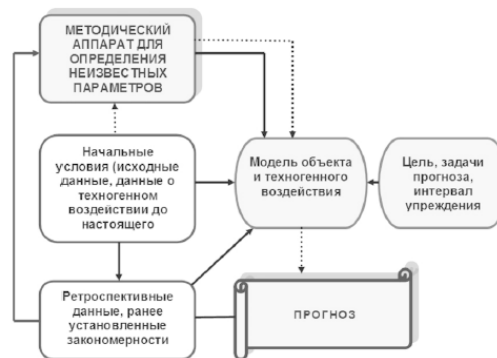 МЕТОДИЧЕСКИЙ
АППАРАТ ДЛЯ
ОПРЕДЕЛЕНИЯ
НЕИЗВЕСТНЫХ
ПАРАМЕТРОВ
Начальные
условия (исходные
данные, данные о
техногенном
воздействии до
настоящего
Модель объекта
и техногенного
воздействия
Цель, задачи
прогноза,
интервал
упреждения
Ретроспективные
данные, ранее
установленные
закономерности
ПРОГНОЗ